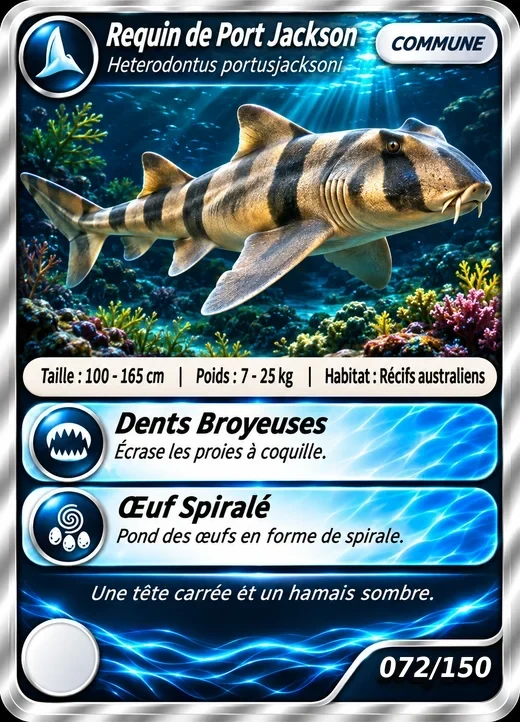 Requin de Port Jackson
COMMUNE
Heterodontus portusjacksoni
Taille : 100 - 165 cm | Poids : 7 - 25 kg | Habitat : Récifs australiens
Dents Broyeuses
Écrase les proies à coquille.
Œuf Spiralé
Pond des œufs en forme de spirale.
Une tête carrée ét un hamais sombre.
072/150